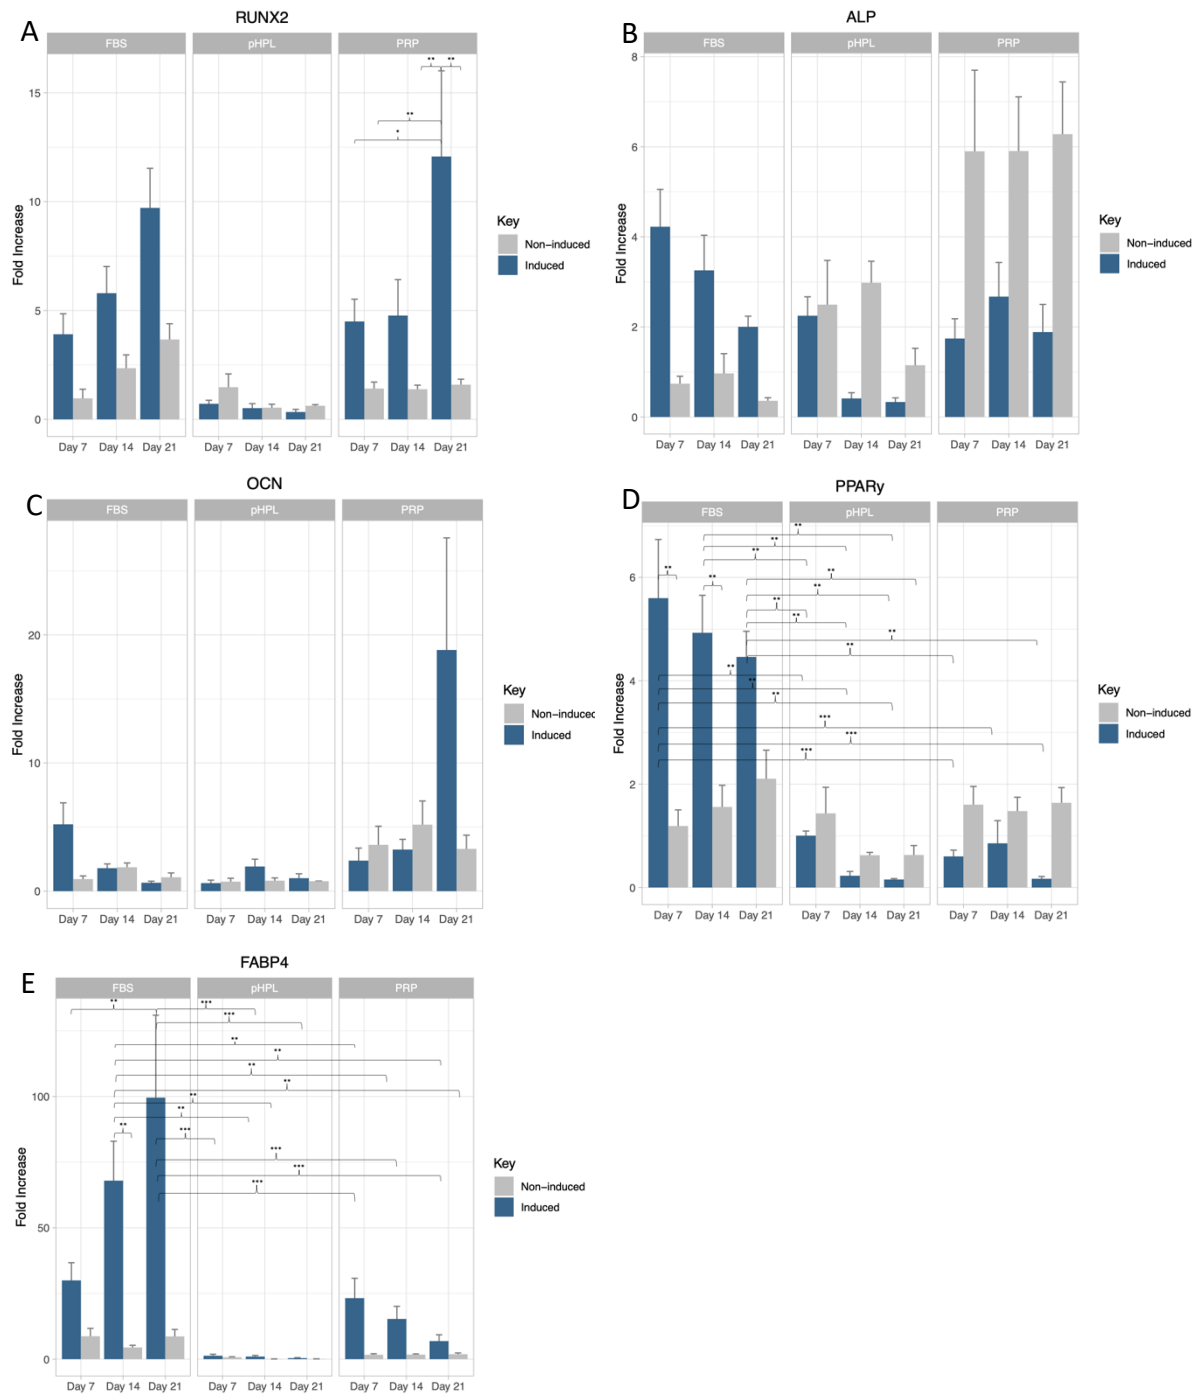 A
RUNX2
FBS
pHPL
PRP
Fold Increase
15
10
5
0
** **
**
*
Day 7 Day 14 Day 21
Day 7 Day 14 Day 21
Day 7 Day 14 Day 21
Key
Non-induced
Induced
B
ALP
FBS
pHPL
PRP
Fold Increase
8
6
4
2
0
Day 7 Day 14 Day 21
Day 7 Day 14 Day 21
Day 7 Day 14 Day 21
Key
Non-induced
Induced
C
OCN
FBS
pHPL
PRP
Fold Increase
20
10
0
Day 7 Day 14 Day 21
Day 7 Day 14 Day 21
Day 7 Day 14 Day 21
Key
Non-induced
Induced
D
PPARy
FBS
pHPL
PRP
Fold Increase
6
4
2
0
**
**
**
**
**
**
**
**
**
**
**
**
**
**
***
***
***
Day 7 Day 14 Day 21
Day 7 Day 14 Day 21
Day 7 Day 14 Day 21
Key
Non-induced
Induced
E
FABP4
FBS
pHPL
PRP
Fold Increase
100
50
0
**
***
***
**
**
**
**
**
**
**
***
***
***
***
Day 7 Day 14 Day 21
Day 7 Day 14 Day 21
Day 7 Day 14 Day 21
Key
Non-induced
Induced